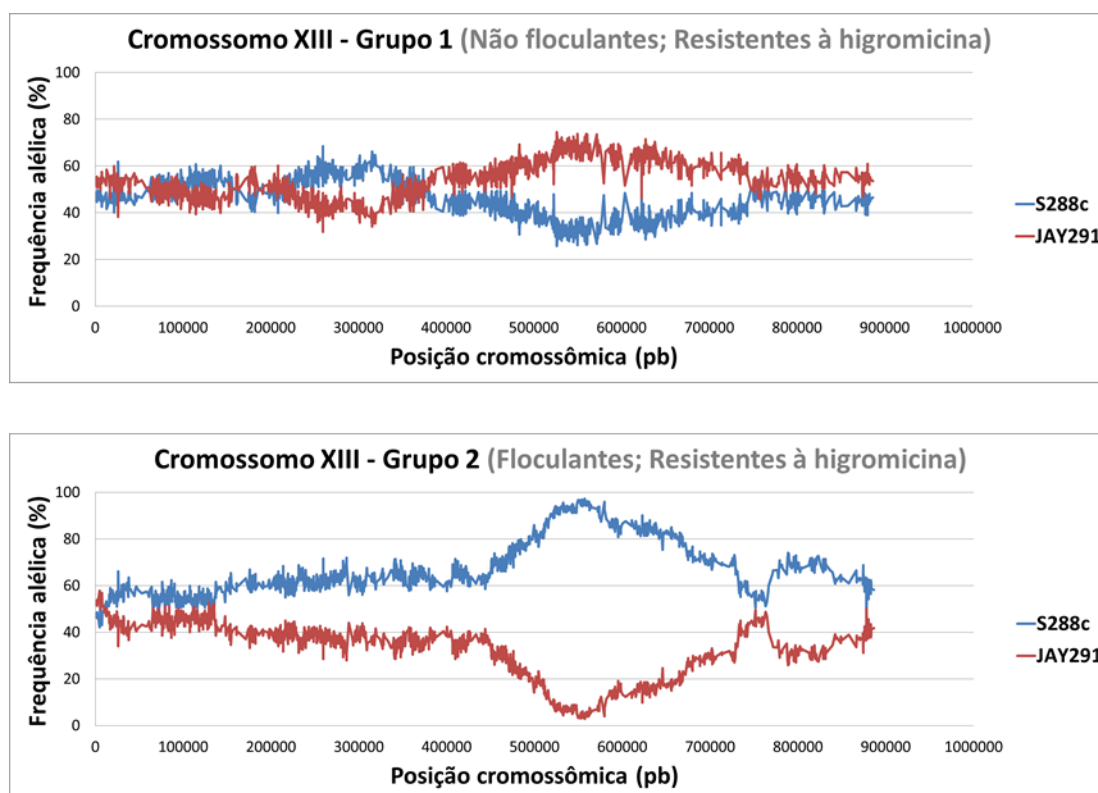 Cromossomo XIII - Grupo 1 (Não floculantes; Resistentes à higromicina)
Frequência alélica (%)
100
80
60
40
20
0
0 100000 200000 300000 400000 500000 600000 700000 800000 900000 1000000
Posição cromossômica (pb)
S288c
JAY291
Cromossomo XIII - Grupo 2 (Floculantes; Resistentes à higromicina)
Frequência alélica (%)
100
80
60
40
20
0
0 100000 200000 300000 400000 500000 600000 700000 800000 900000 1000000
Posição cromossômica (pb)
S288c
JAY291